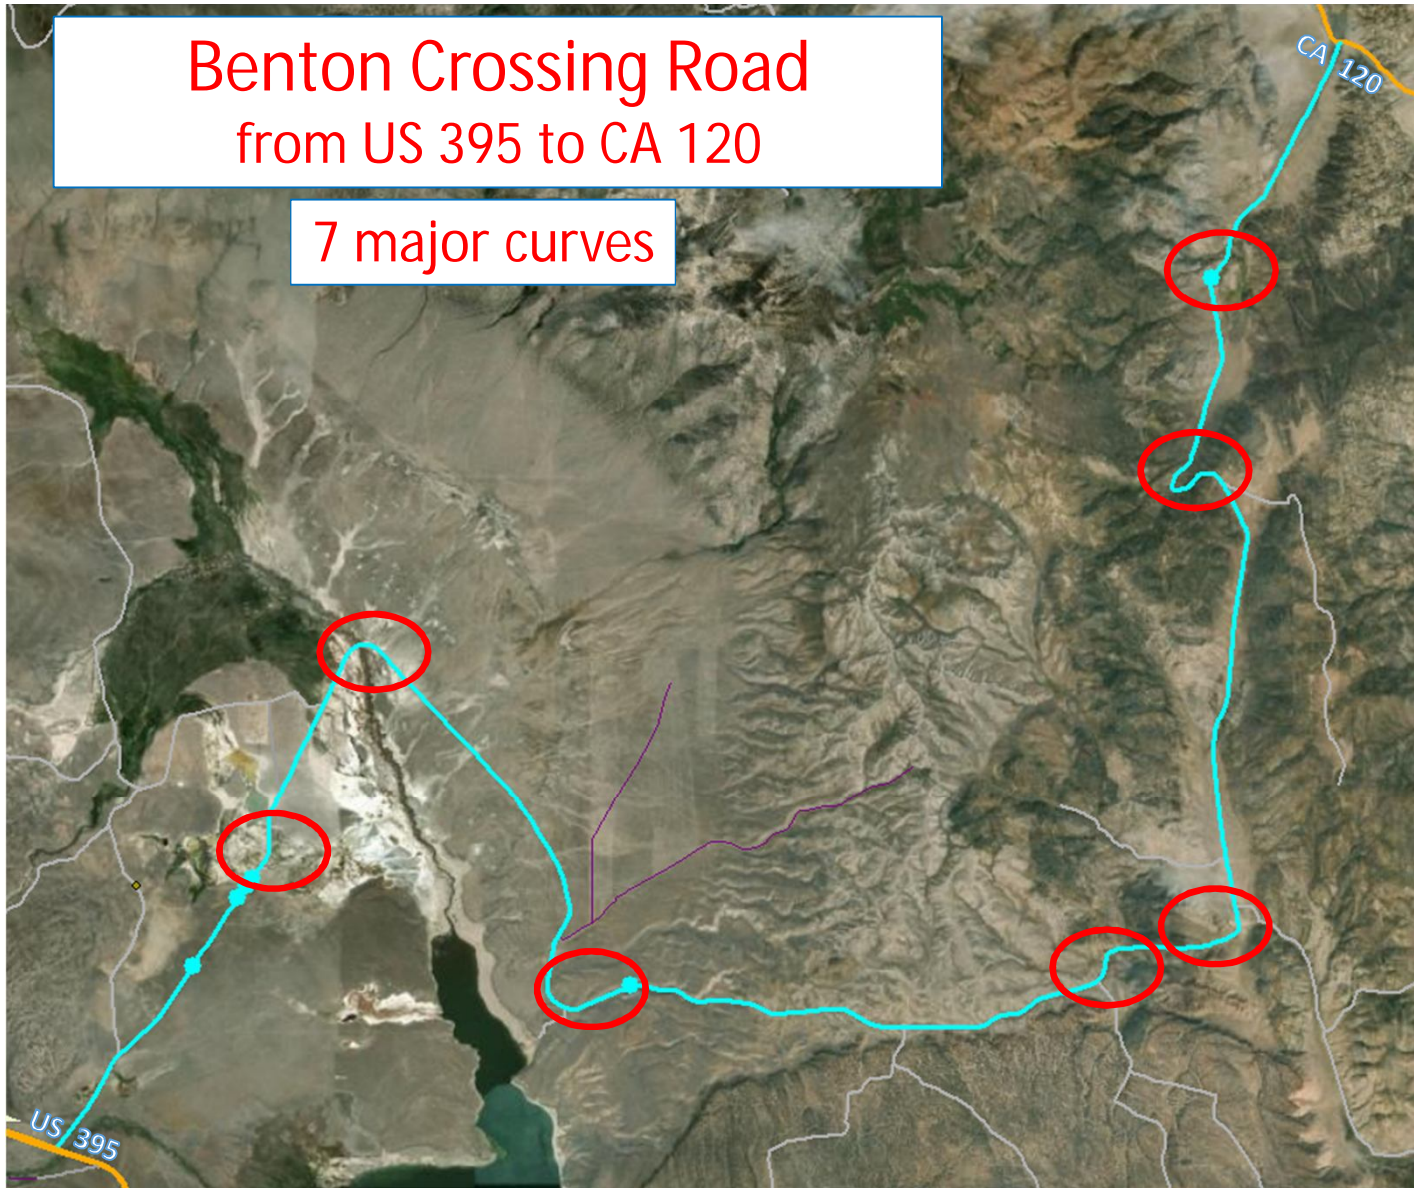 Benton Crossing Road
from US 395 to CA 120
7 major curves
CA 120
US 395